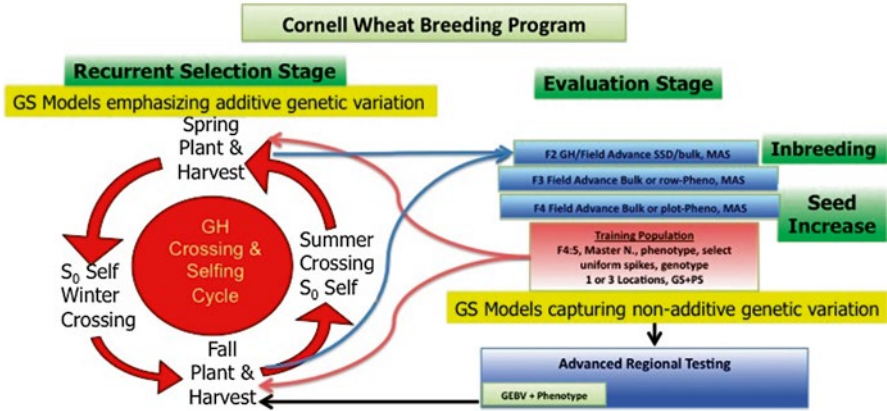 Cornell Wheat Breeding Program
Recurrent Selection Stage
Evaluation Stage
GS Models emphasizing additive genetic variation
Spring
Plant &
Harvest
GH
Crossing &
Selfing
Cycle
S₀ Self
Winter
Crossing
Summer
Crossing
S₀ Self
Fall
Plant &
Harvest
F2 GH/Field Advance SSD/bulk, MAS
Inbreeding
F3 Field Advance Bulk or row-Pheno, MAS
F4 Field Advance Bulk or plot-Pheno, MAS
Seed
Increase
Training Population
F4:5, Master N., phenotype, select
uniform spikes, genotype
1 or 3 Locations, GS+PS
GS Models capturing non-additive genetic variation
Advanced Regional Testing
GEBV + Phenotype